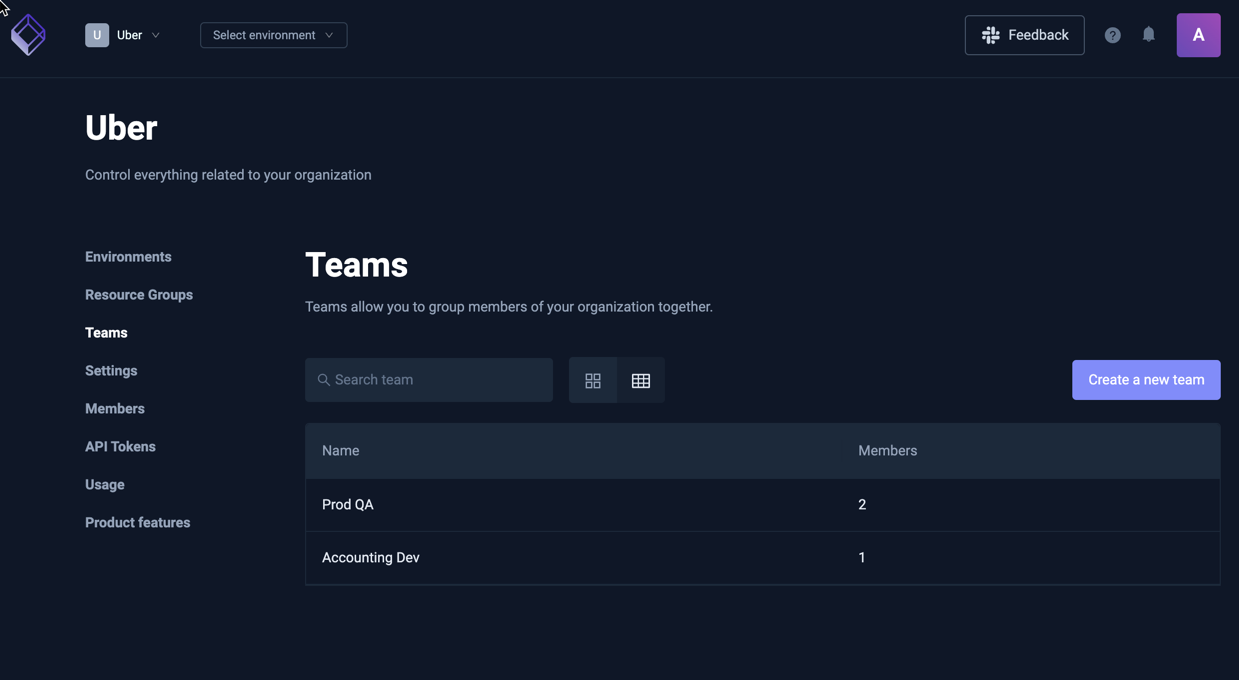 U Uber Select environment Feedback ? A
Uber
Control everything related to your organization
Environments
Resource Groups
Teams
Settings
Members
API Tokens
Usage
Product features
Teams
Teams allow you to group members of your organization together.
Search team
Create a new team
Name Members
Prod QA 2
Accounting Dev 1